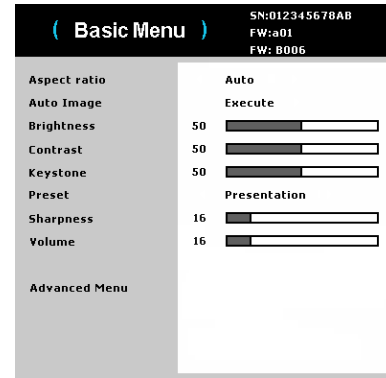 ( Basic Menu )
SN:012345678AB
FW:a01
FW: B006
Aspect ratio Auto
Auto Image Execute
Brightness 50
Contrast 50
Keystone 50
Preset Presentation
Sharpness 16
Volume 16
Advanced Menu